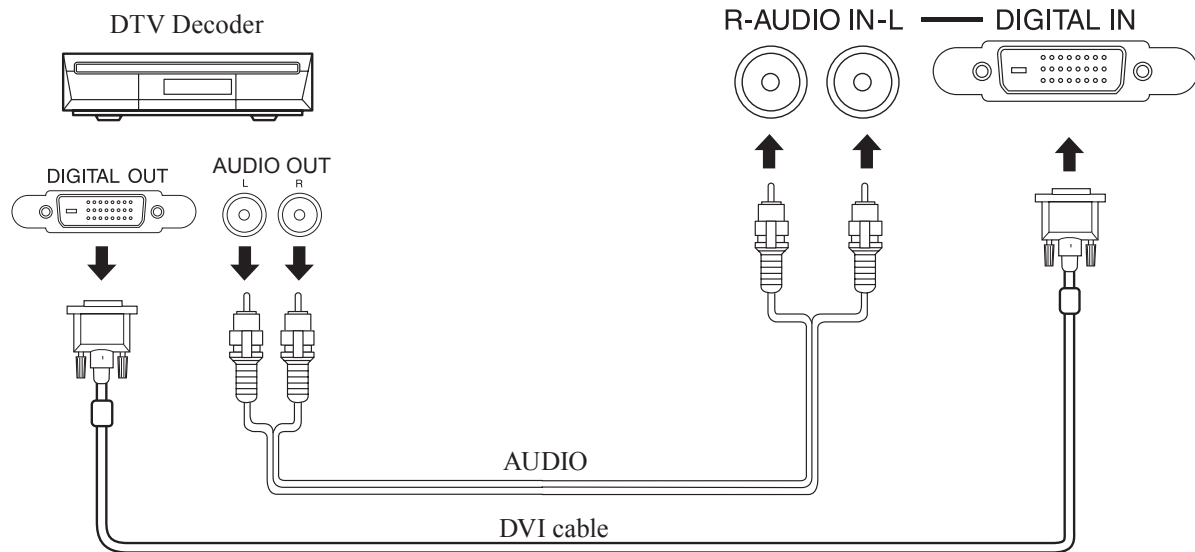 DTV Decoder
R-AUDIO IN-L — DIGITAL IN
DIGITAL OUT
AUDIO OUT
L R
AUDIO
DVI cable